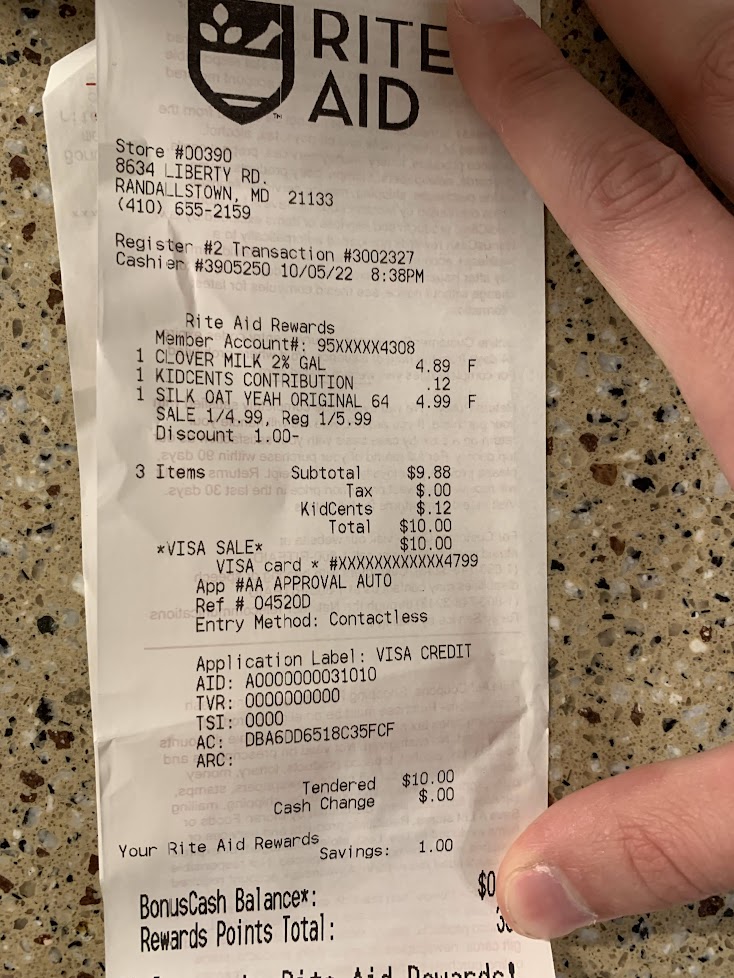 RITE
AID
TM
Store #00390
8634 LIBERTY RD.
RANDALLSTOWN, MD 21133
(410) 655-2159
Register #2 Transaction #3002327
Cashier #3905250 10/05/22 8:38PM
Rite Aid Rewards
Member Account#: 95XXXXX4308
1 CLOVER MILK 2% GAL 4.89 F
1 KIDCENTS CONTRIBUTION .12
1 SILK OAT YEAH ORIGINAL 64 4.99 F
SALE 1/4.99, Reg 1/5.99
Discount 1.00-
3 Items Subtotal $9.88
Tax $.00
KidCents $.12
Total $10.00
*VISA SALE* $10.00
VISA card * #XXXXXXXXXXXX4799
App #AA APPROVAL AUTO
Ref # 04520D
Entry Method: Contactless
Application Label: VISA CREDIT
AID: A0000000031010
TVR: 0000000000
TSI: 0000
AC: DBA6DD6518C35FCF
ARC:
Tendered $10.00
Cash Change $.00
Your Rite Aid Rewards
Savings: 1.00
BonusCash Balance*: $0
Rewards Points Total:
Rite Aid Rewards!